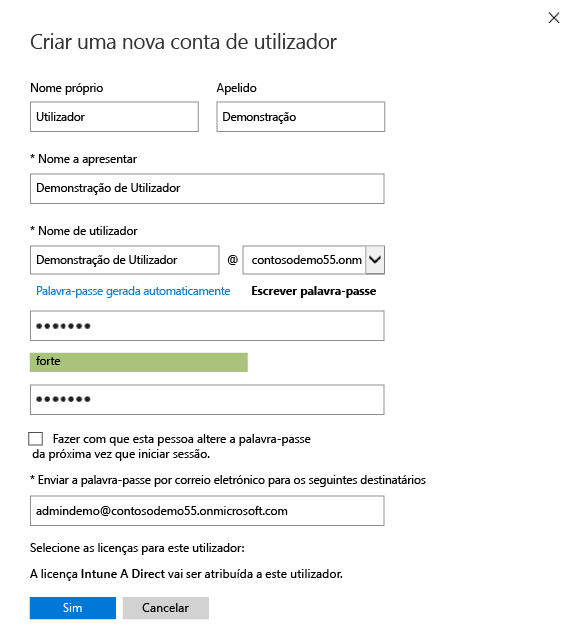 Criar uma nova conta de utilizador
Nome próprio Apelido
Utilizador Demonstração
* Nome a apresentar
Demonstração de Utilizador
* Nome de utilizador
Demonstração de Utilizador @ contosodemo55.onm
Palavra-passe gerada automaticamente Escrever palavra-passe
•••••••
forte
•••••••
Fazer com que esta pessoa altere a palavra-passe
da próxima vez que iniciar sessão.
* Enviar a palavra-passe por correio eletrónico para os seguintes destinatários
admindemo@contosodemo55.onmicrosoft.com
Selecione as licenças para este utilizador:
A licença Intune A Direct vai ser atribuída a este utilizador.
Sim Cancelar